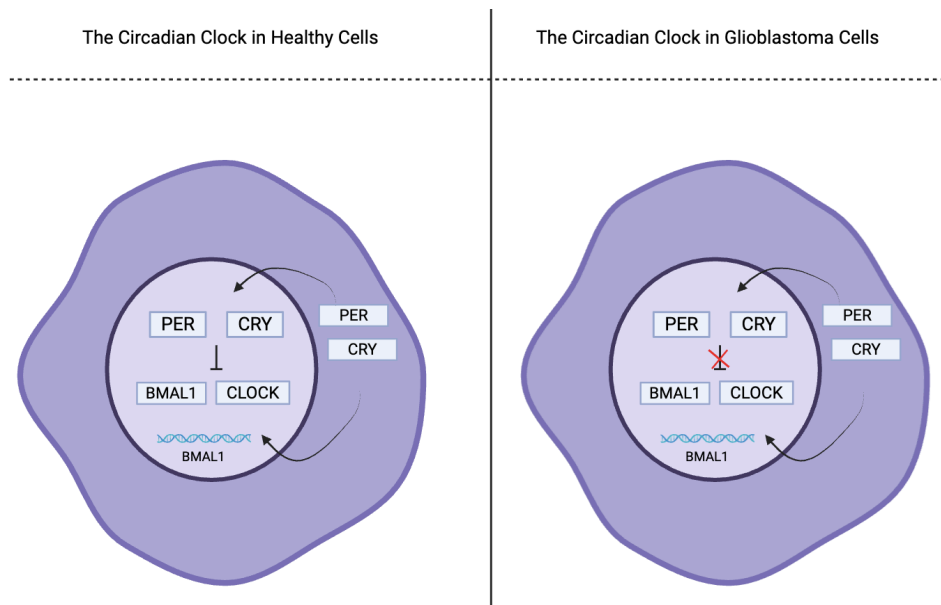 The Circadian Clock in Healthy Cells
PER
CRY
PER
CRY
BMAL1
CLOCK
BMAL1
The Circadian Clock in Glioblastoma Cells
PER
CRY
PER
CRY
BMAL1
CLOCK
BMAL1